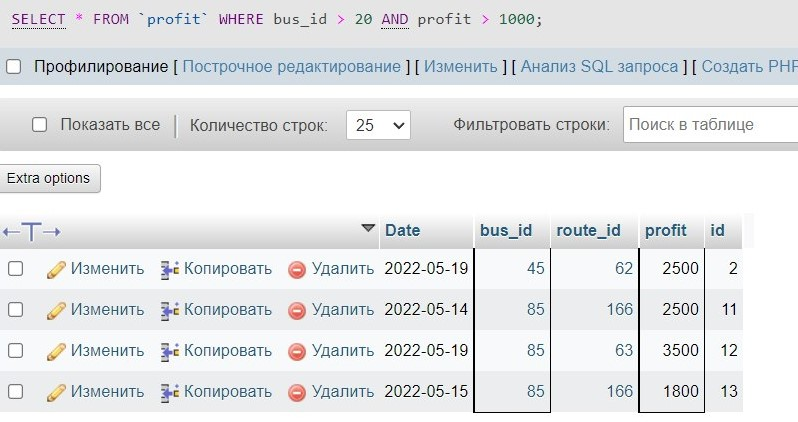 SELECT * FROM `profit` WHERE bus_id > 20 AND profit > 1000;
Профилирование [ Построчное редактирование ] [ Изменить ] [ Анализ SQL запроса ] [ Создать PHP
Показать все Количество строк: 25 Фильтровать строки: Поиск в таблице
Extra options
←T→ Date bus_id route_id profit id
Изменить Копировать Удалить 2022-05-19 45 62 2500 2
Изменить Копировать Удалить 2022-05-14 85 166 2500 11
Изменить Копировать Удалить 2022-05-19 85 63 3500 12
Изменить Копировать Удалить 2022-05-15 85 166 1800 13